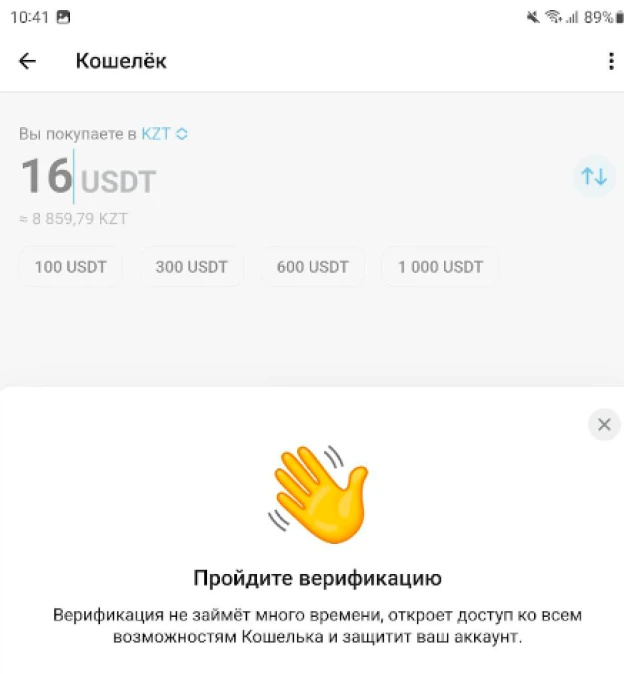 10:41 89%
Кошелёк
Вы покупаете в KZT
16 USDT
≈ 8 859,79 KZT
100 USDT 300 USDT 600 USDT 1 000 USDT
Пройдите верификацию
Верификация не займёт много времени, откроет доступ ко всем
возможностям Кошелька и защитит ваш аккаунт.